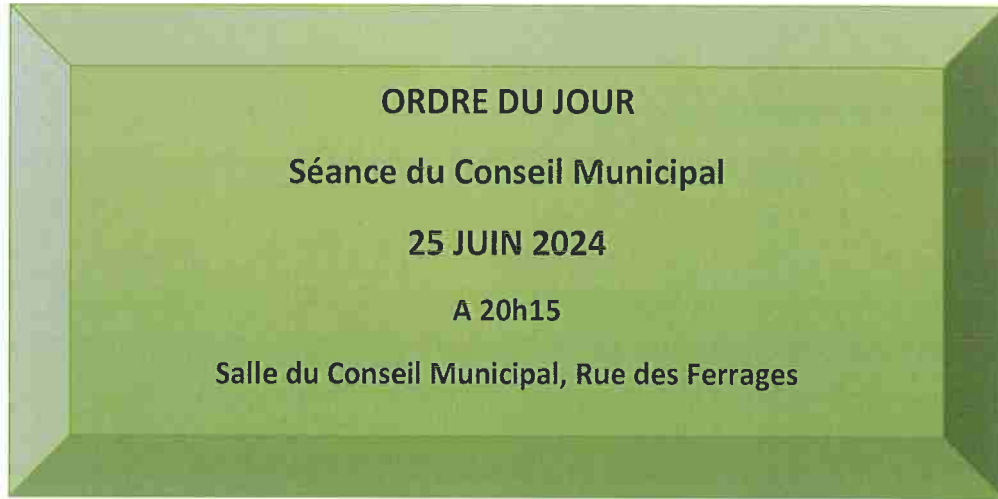 ORDRE DU JOUR
Séance du Conseil Municipal
25 JUIN 2024
A 20h15
Salle du Conseil Municipal, Rue des Ferrages